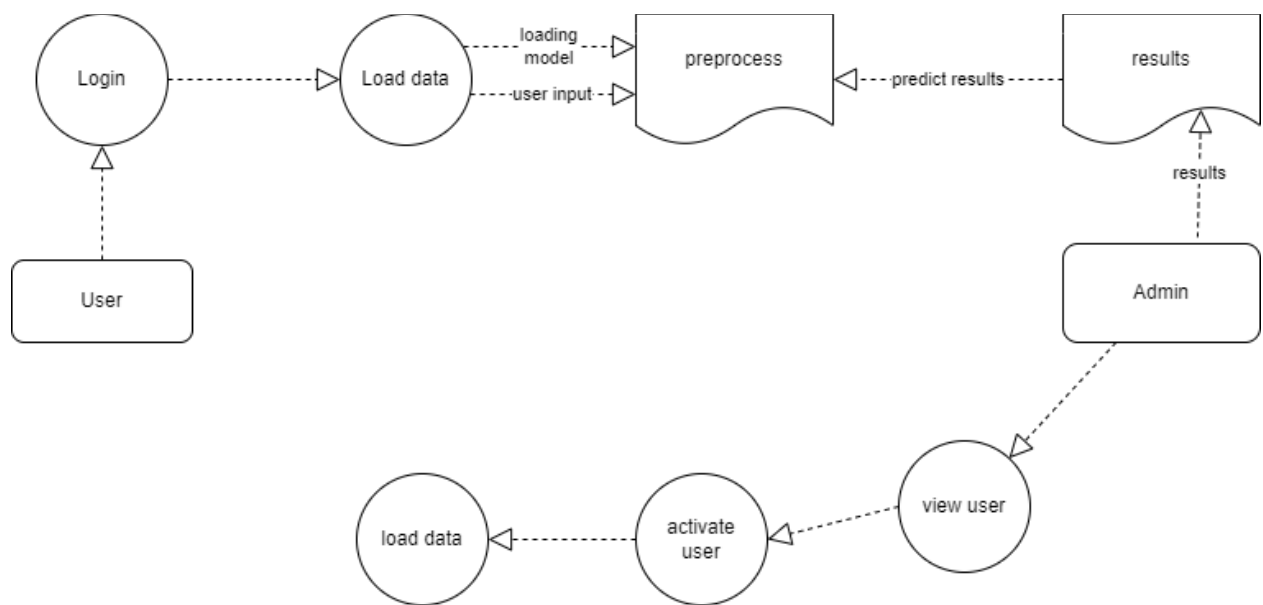 loading
model
Login
Load data
preprocess
results
user input
predict results
results
User
Admin
view user
load data
activate
user